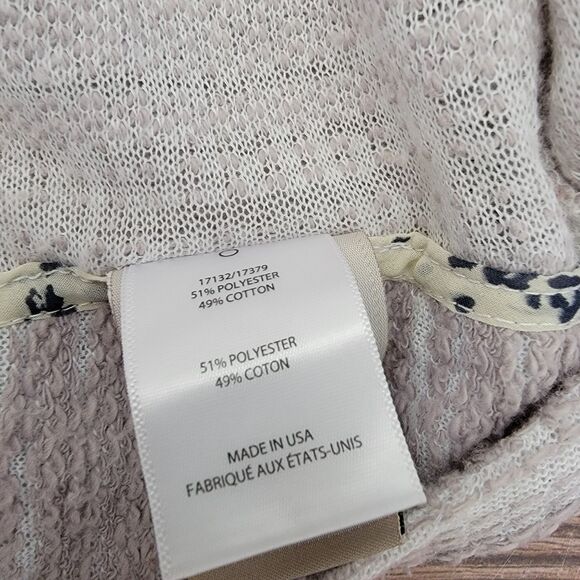 17132/17379
51% POLYESTER
49% COTTON
51% POLYESTER
49% COTON
MADE IN USA
FABRIQUÉ AUX ÉTATS-UNIS